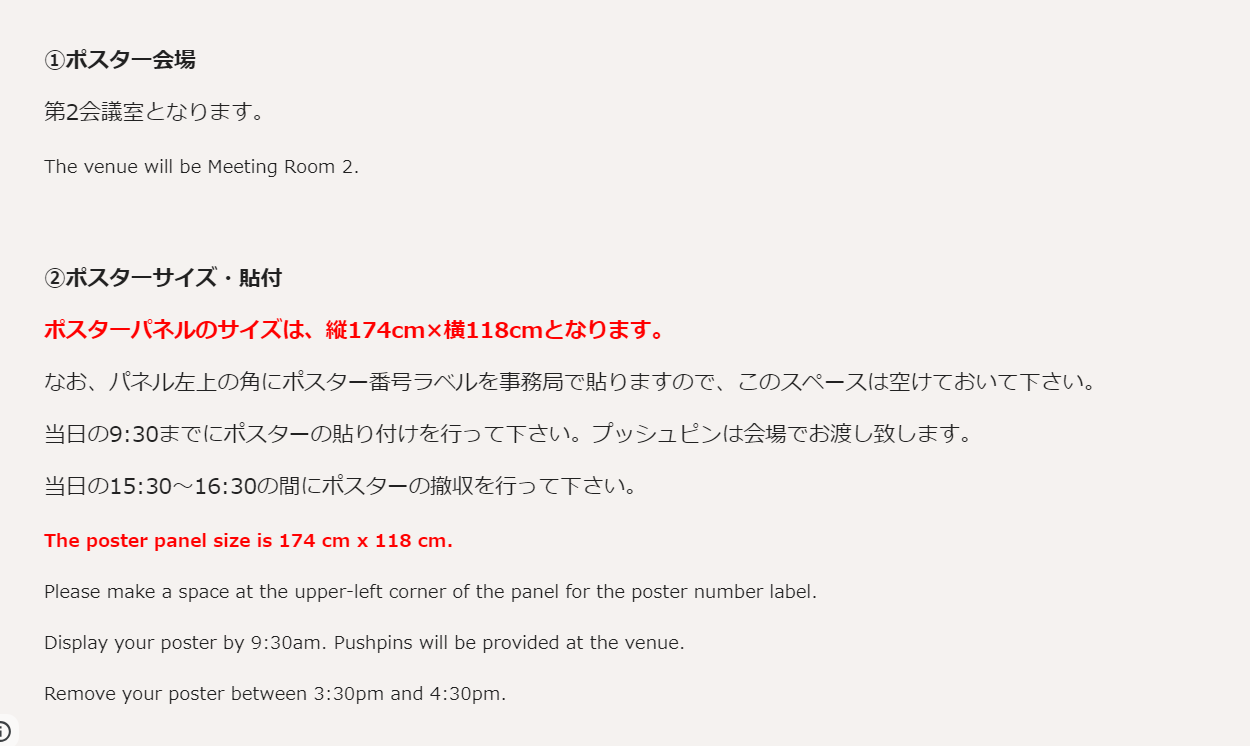 ①ポスター会場
第2会議室となります。
The venue will be Meeting Room 2.
②ポスターサイズ・貼付
ポスターパネルのサイズは、縦174cm×横118cmとなります。
なお、パネル左上の角にポスター番号ラベルを事務局で貼りますので、このスペースは空けておいて下さい。
当日の9:30までにポスターの貼り付けを行って下さい。プッシュピンは会場でお渡し致します。
当日の15:30～16:30の間にポスターの撤収を行って下さい。
The poster panel size is 174 cm x 118 cm.
Please make a space at the upper-left corner of the panel for the poster number label.
Display your poster by 9:30am. Pushpins will be provided at the venue.
Remove your poster between 3:30pm and 4:30pm.